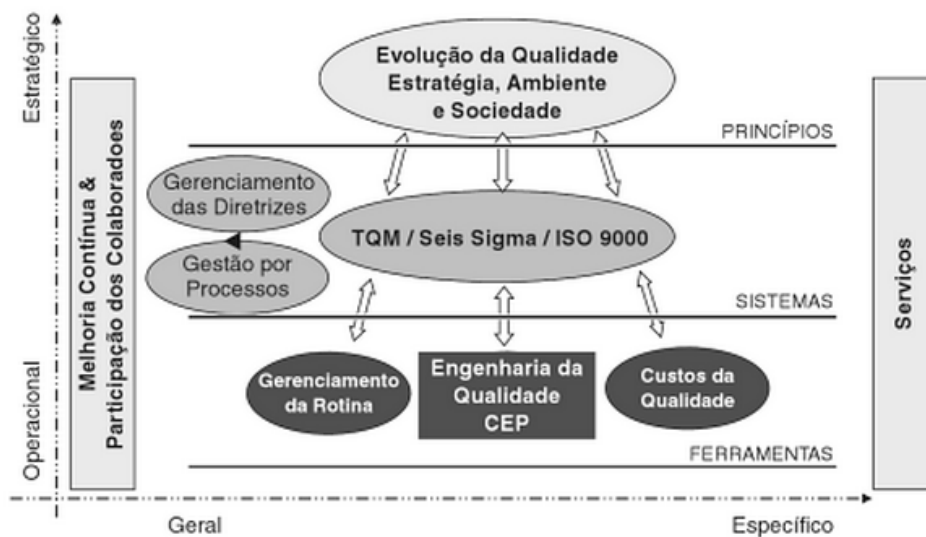 Estratégico
Operacional
Melhoria Contínua &
Participação dos Colaboradoes
Evolução da Qualidade
Estratégia, Ambiente
e Sociedade
PRINCÍPIOS
Gerenciamento
das Diretrizes
TQM / Seis Sigma / ISO 9000
Gestão por
Processos
SISTEMAS
Gerenciamento
da Rotina
Engenharia da
Qualidade
CEP
Custos da
Qualidade
FERRAMENTAS
Serviços
Geral
Específico